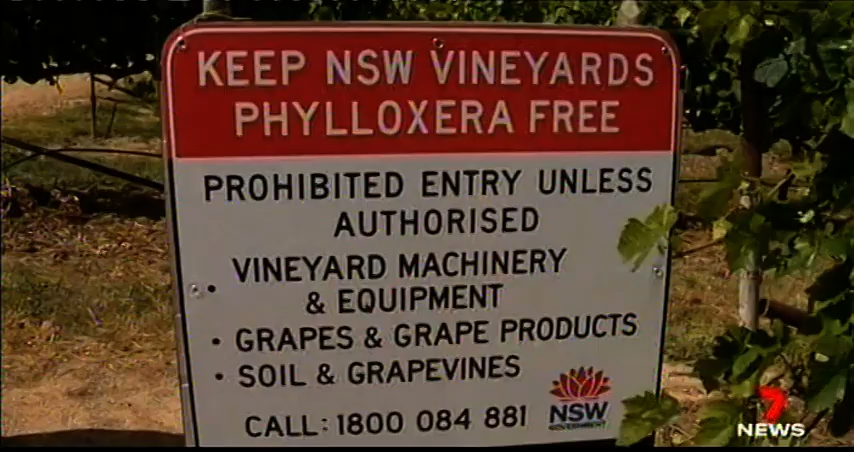 KEEP NSW VINEYARDS
PHYLLOXERA FREE
PROHIBITED ENTRY UNLESS
AUTHORISED
• VINEYARD MACHINERY
& EQUIPMENT
• GRAPES & GRAPE PRODUCTS
• SOIL & GRAPEVINES
CALL: 1800 084 881
NSW
GOVERNMENT
7
NEWS